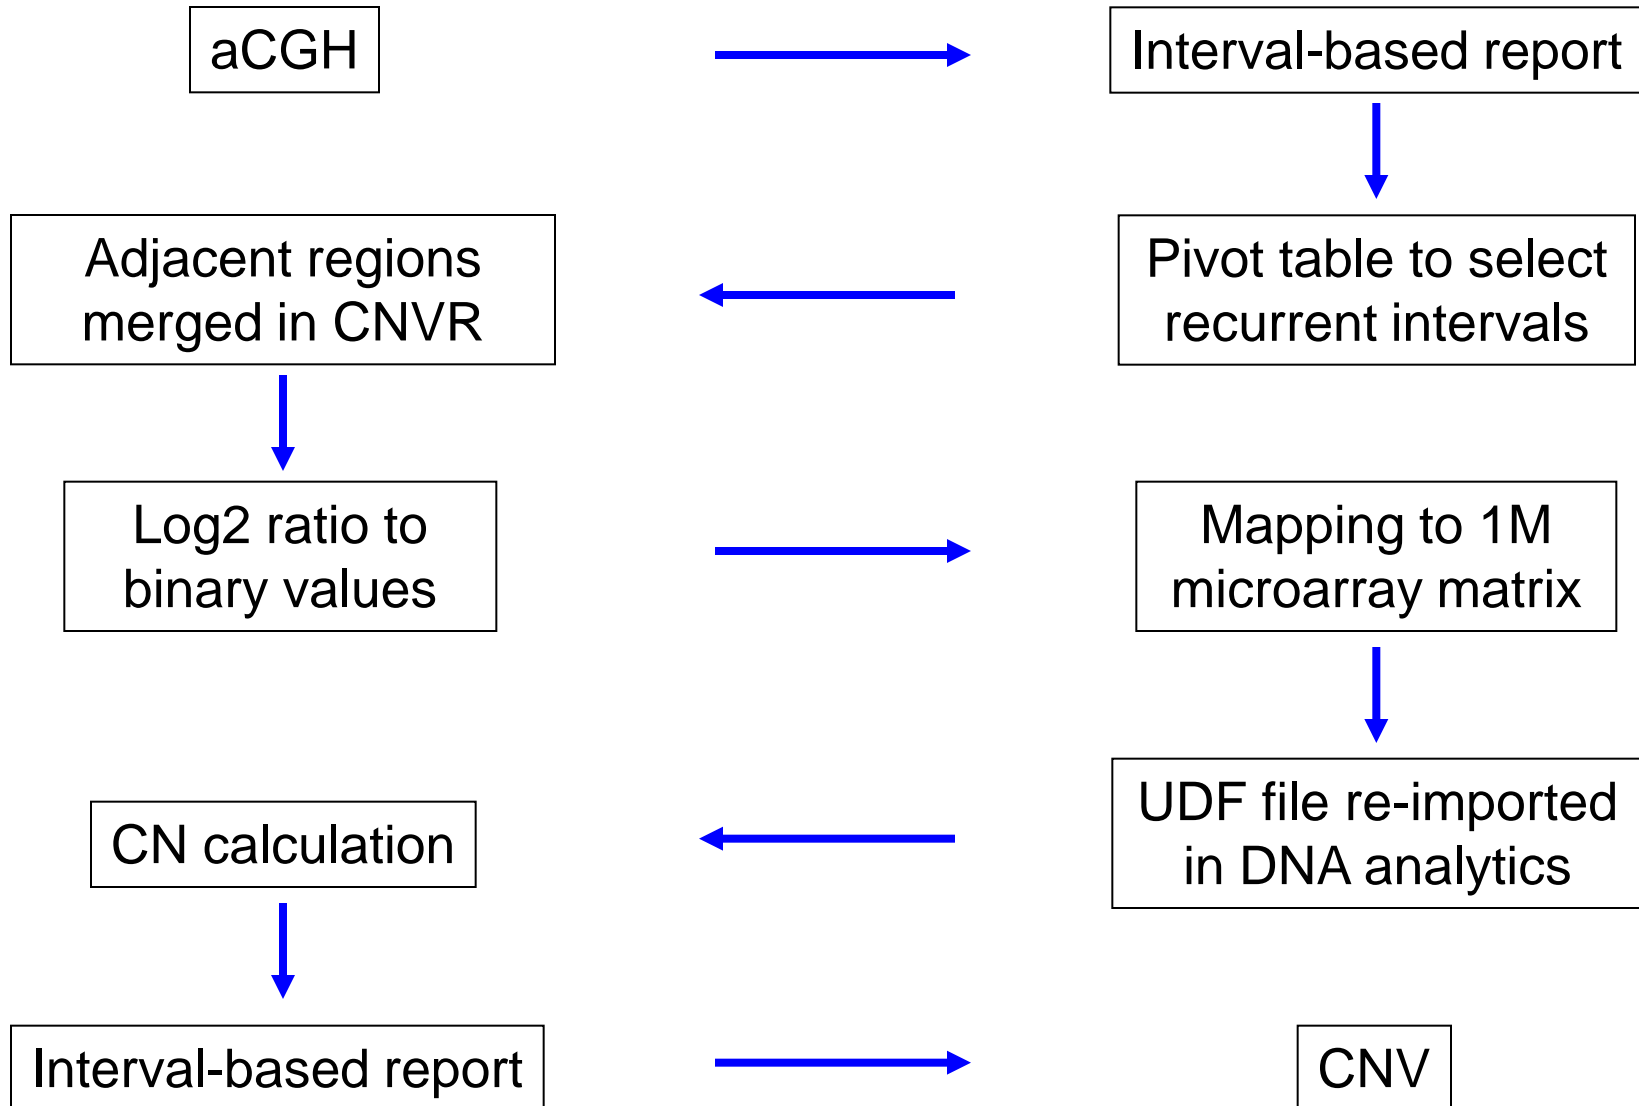 aCGH
Interval-based report
Adjacent regions
merged in CNVR
Pivot table to select
recurrent intervals
Log2 ratio to
binary values
Mapping to 1M
microarray matrix
CN calculation
UDF file re-imported
in DNA analytics
Interval-based report
CNV